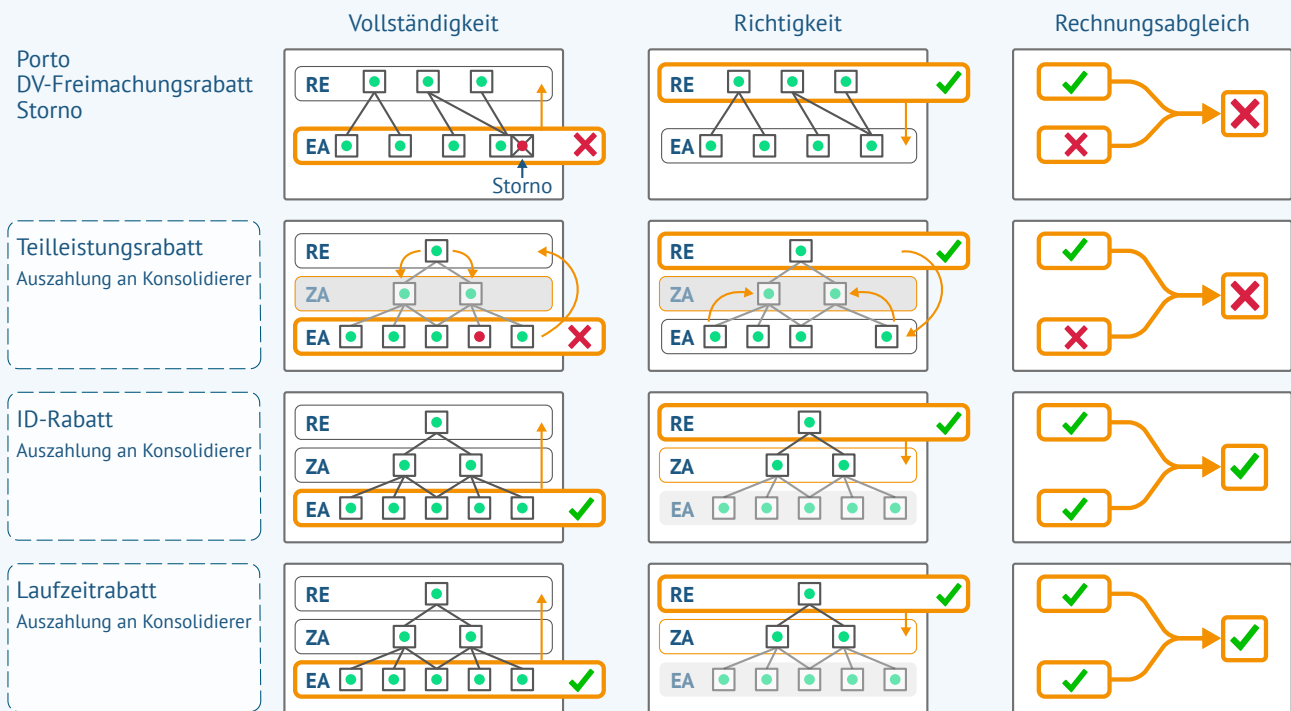 Vollständigkeit
Richtigkeit
Rechnungsabgleich
Porto
DV-Freimachungsrabatt
Storno
RE
EA
Storno
RE
EA
Teilleistungsrabatt
Auszahlung an Konsolidierer
RE
ZA
EA
RE
ZA
EA
ID-Rabatt
Auszahlung an Konsolidierer
RE
ZA
EA
RE
ZA
EA
Laufzeitrabatt
Auszahlung an Konsolidierer
RE
ZA
EA
RE
ZA
EA